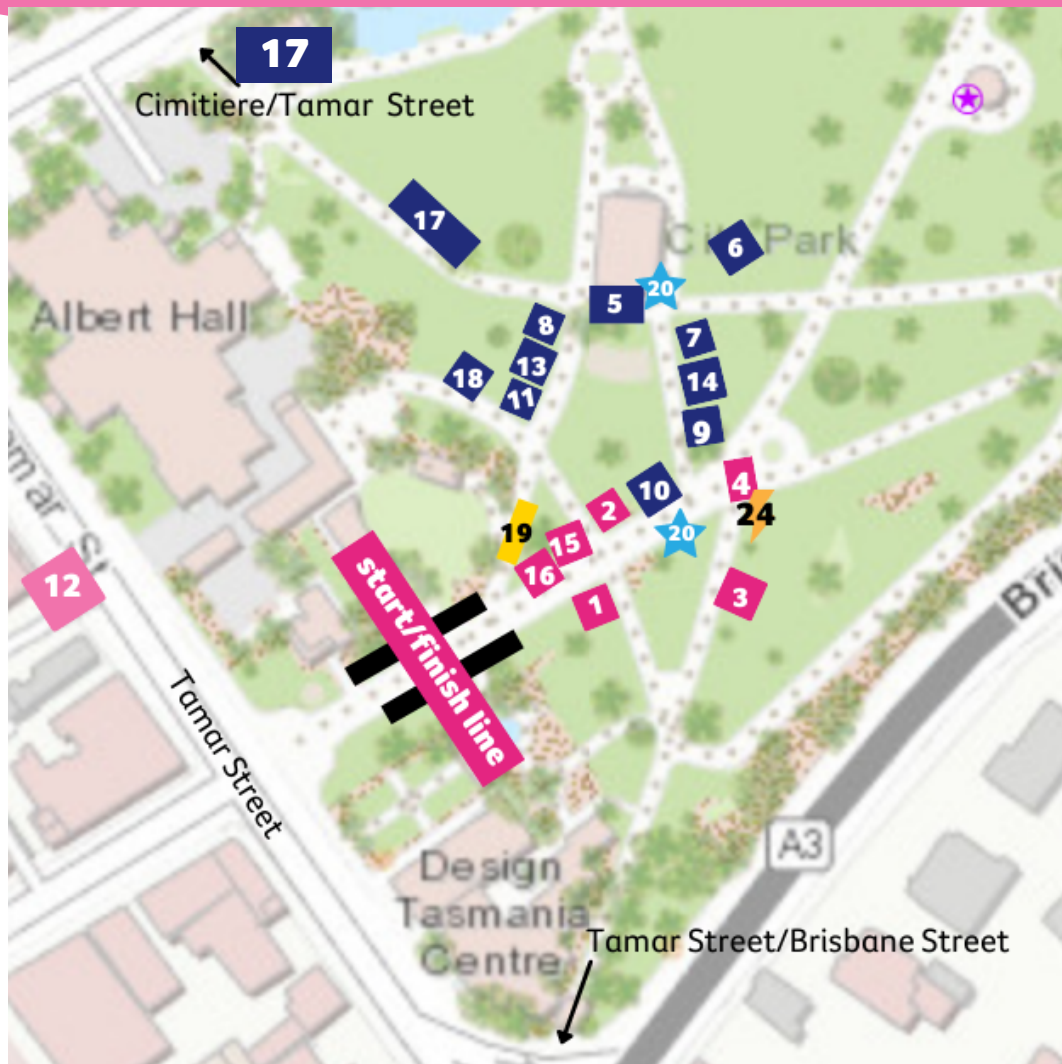 17
Cimitiere/Tamar Street
17
6
City Park
20
5
Albert Hall
8
7
13
18
14
11
9
4
10
2
24
19
20
15
16
12
3
1
start/finish line
mar St
Bri
Tamar Street
A3
Design
Tasmania
Centre
Tamar Street/Brisbane Street